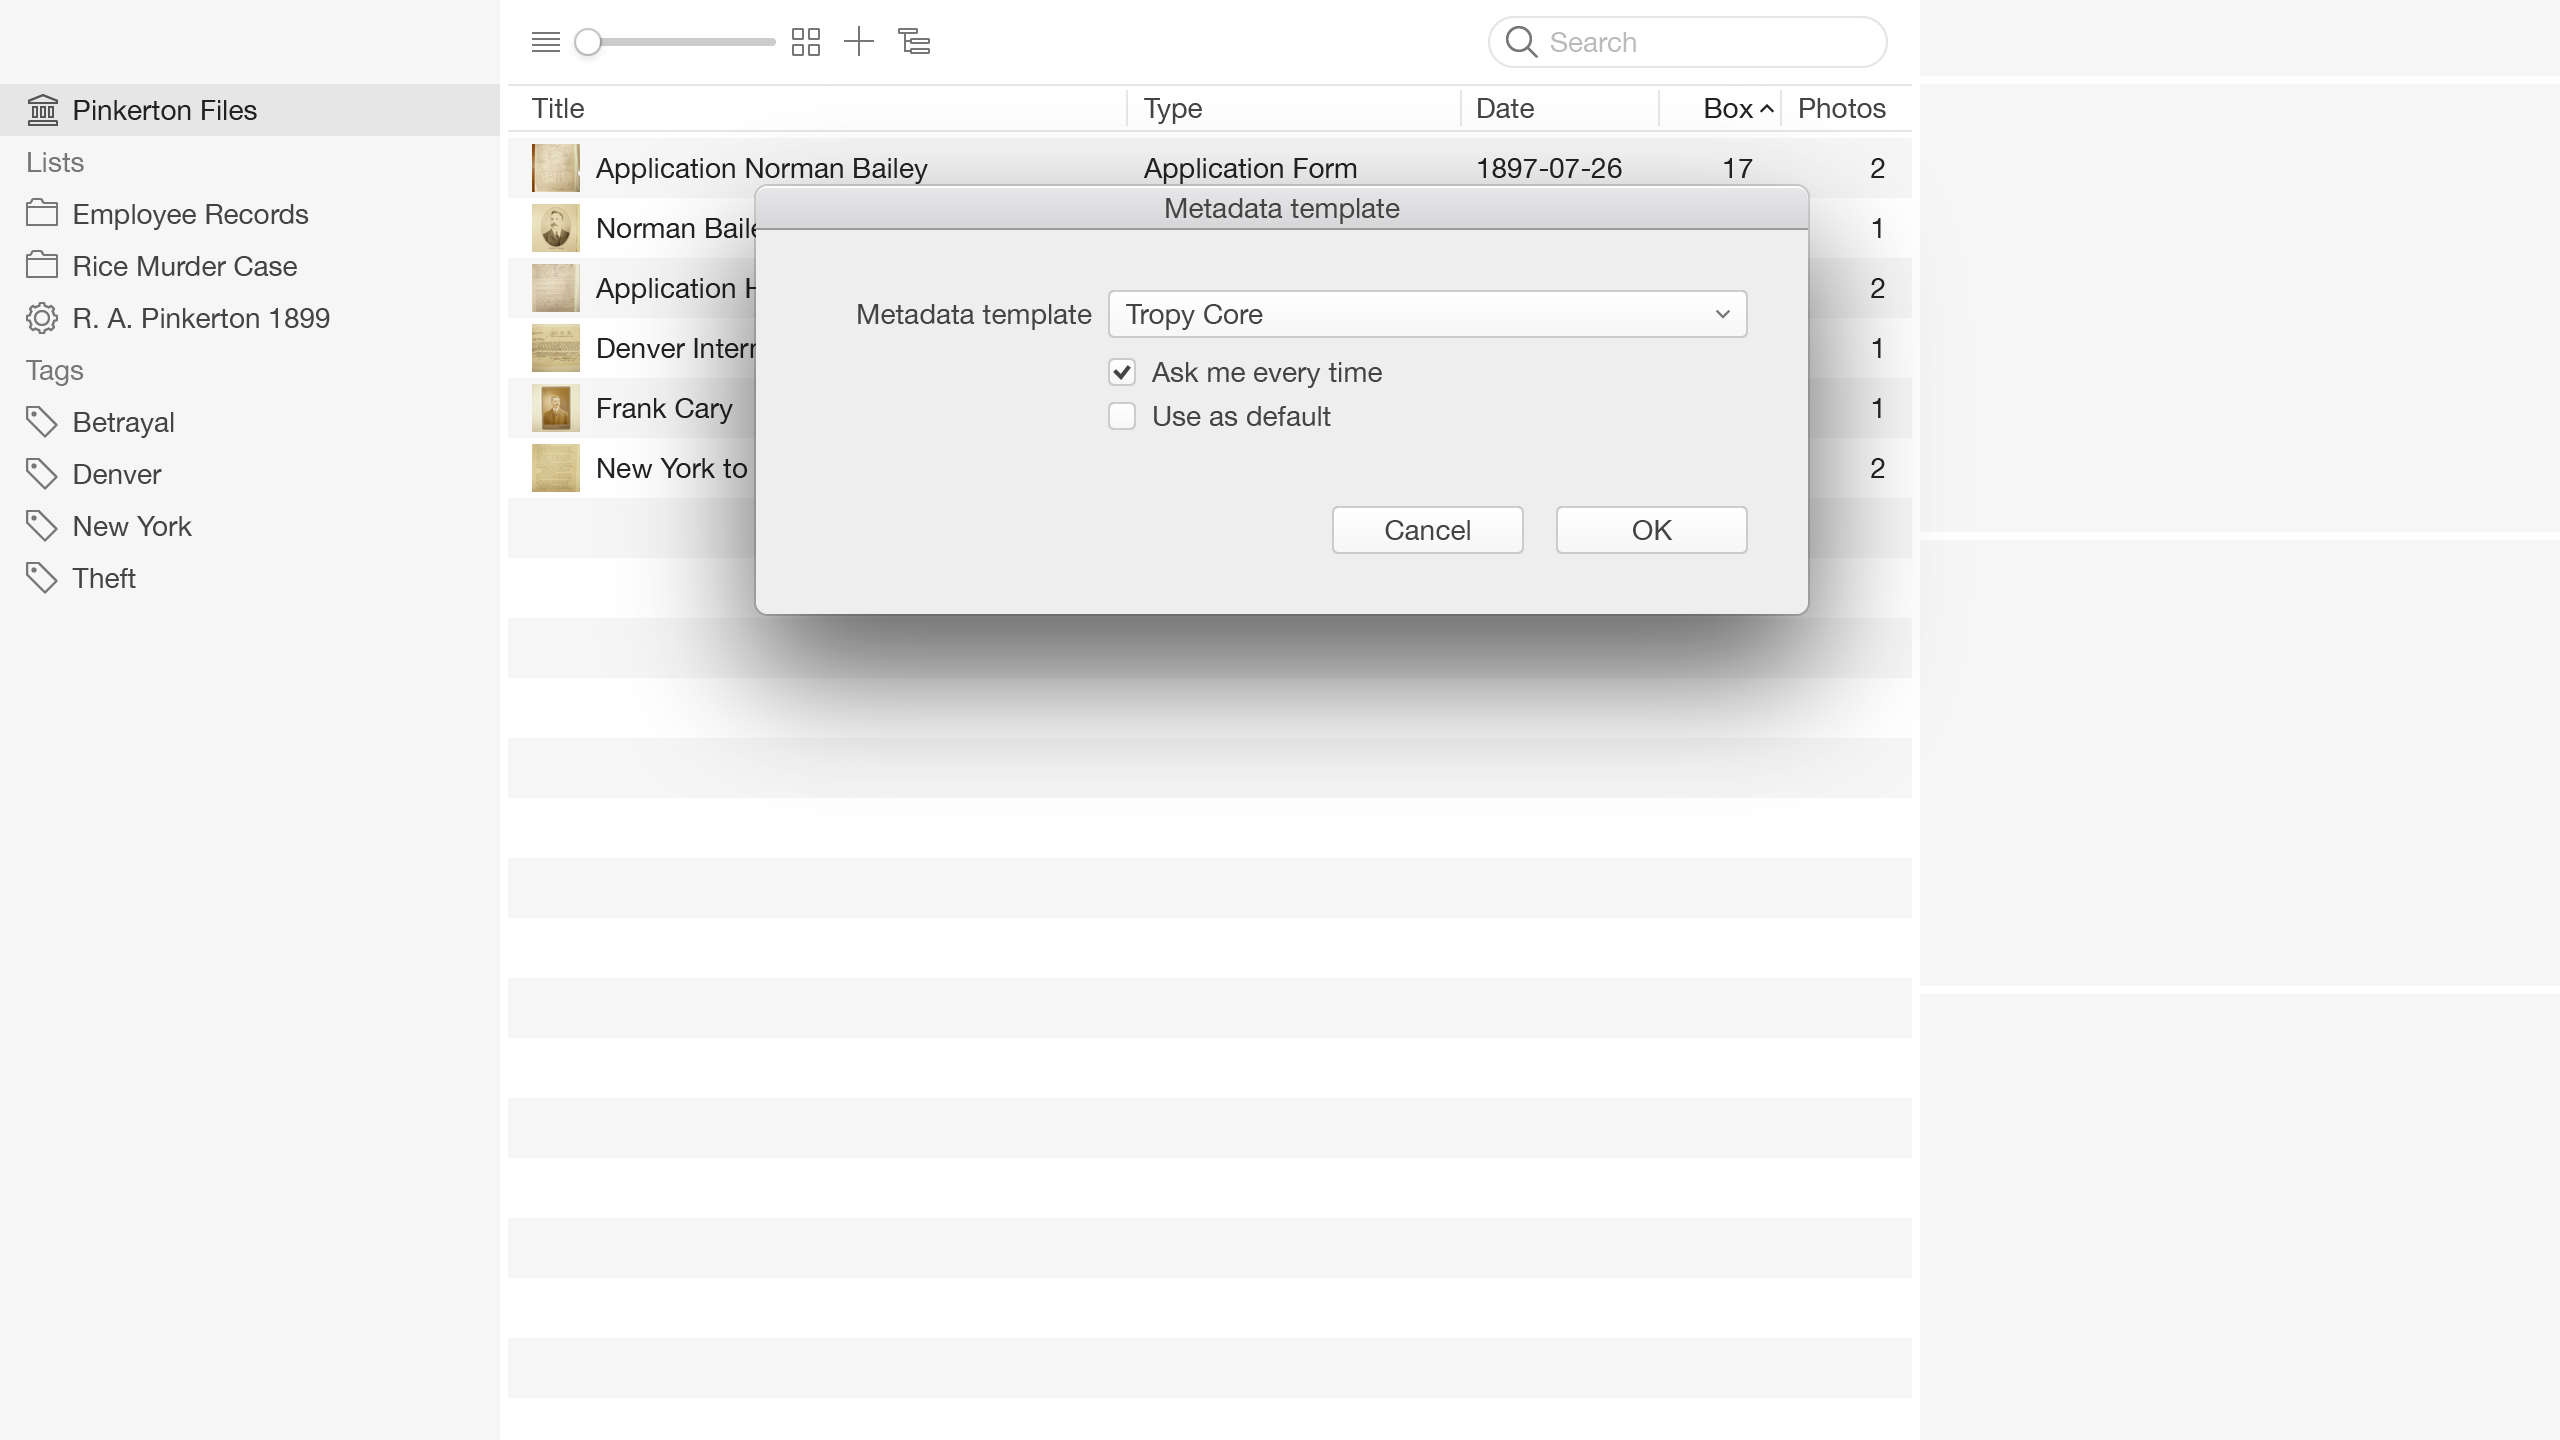 Search
Title Type Date Box Photos
Pinkerton Files
Lists
Employee Records
Rice Murder Case
R. A. Pinkerton 1899
Tags
Betrayal
Denver
New York
Theft
Application Norman Bailey Application Form 1897-07-26 17 2
Norman 1
Application 2
Denver 1
Frank Cary 1
New York to 2
Metadata template
Metadata template Tropy Core
Ask me every time
Use as default
Cancel OK